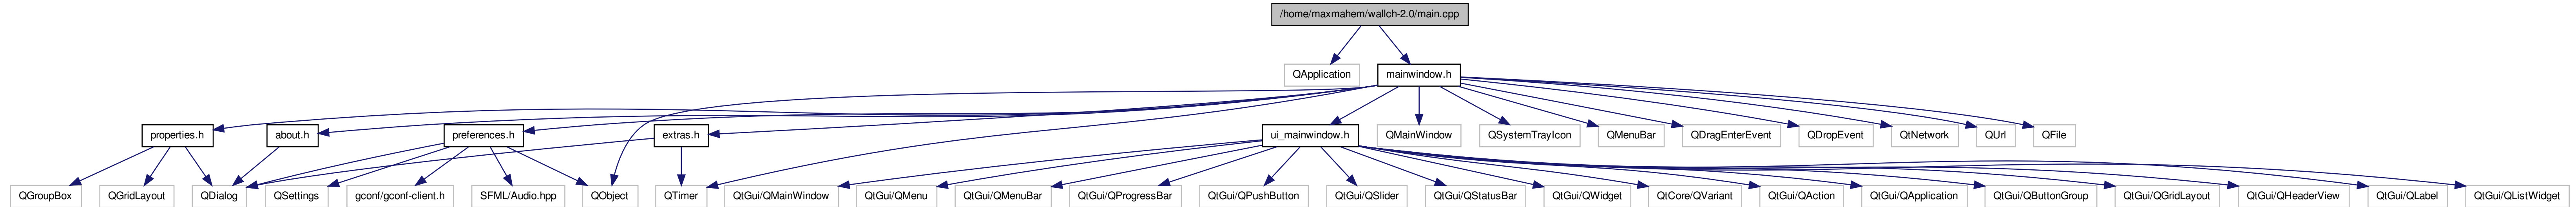 /home/maxmahem/wallch-2.0/main.cpp
QApplication
mainwindow.h
properties.h
about.h
preferences.h
extras.h
ui_mainwindow.h
QMainWindow
QSystemTrayIcon
QMenuBar
QDragEnterEvent
QDropEvent
QtNetwork
QUrl
QFile
QGroupBox
QGridLayout
QDialog
QSettings
gconf/gconf-client.h
SFML/Audio.hpp
QObject
QTimer
QtGui/QMainWindow
QtGui/QMenu
QtGui/QMenuBar
QtGui/QProgressBar
QtGui/QPushButton
QtGui/QSlider
QtGui/QStatusBar
QtGui/QWidget
QtCore/QVariant
QtGui/QAction
QtGui/QApplication
QtGui/QButtonGroup
QtGui/QGridLayout
QtGui/QHeaderView
QtGui/QLabel
QtGui/QListWidget